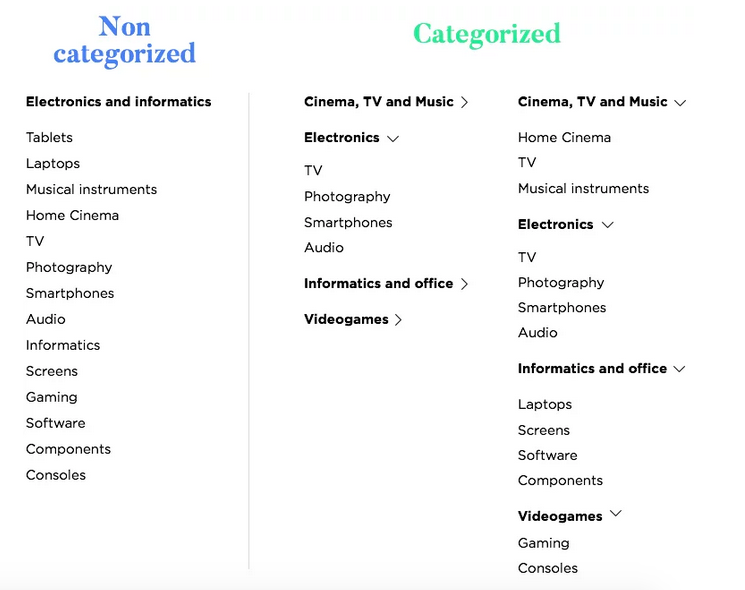 Non
categorized
Electronics and informatics
Tablets
Laptops
Musical instruments
Home Cinema
TV
Photography
Smartphones
Audio
Informatics
Screens
Gaming
Software
Components
Consoles
Categorized
Cinema, TV and Music
Electronics
TV
Photography
Smartphones
Audio
Informatics and office
Videogames
Cinema, TV and Music
Home Cinema
TV
Musical instruments
Electronics
TV
Photography
Smartphones
Audio
Informatics and office
Laptops
Screens
Software
Components
Videogames
Gaming
Consoles